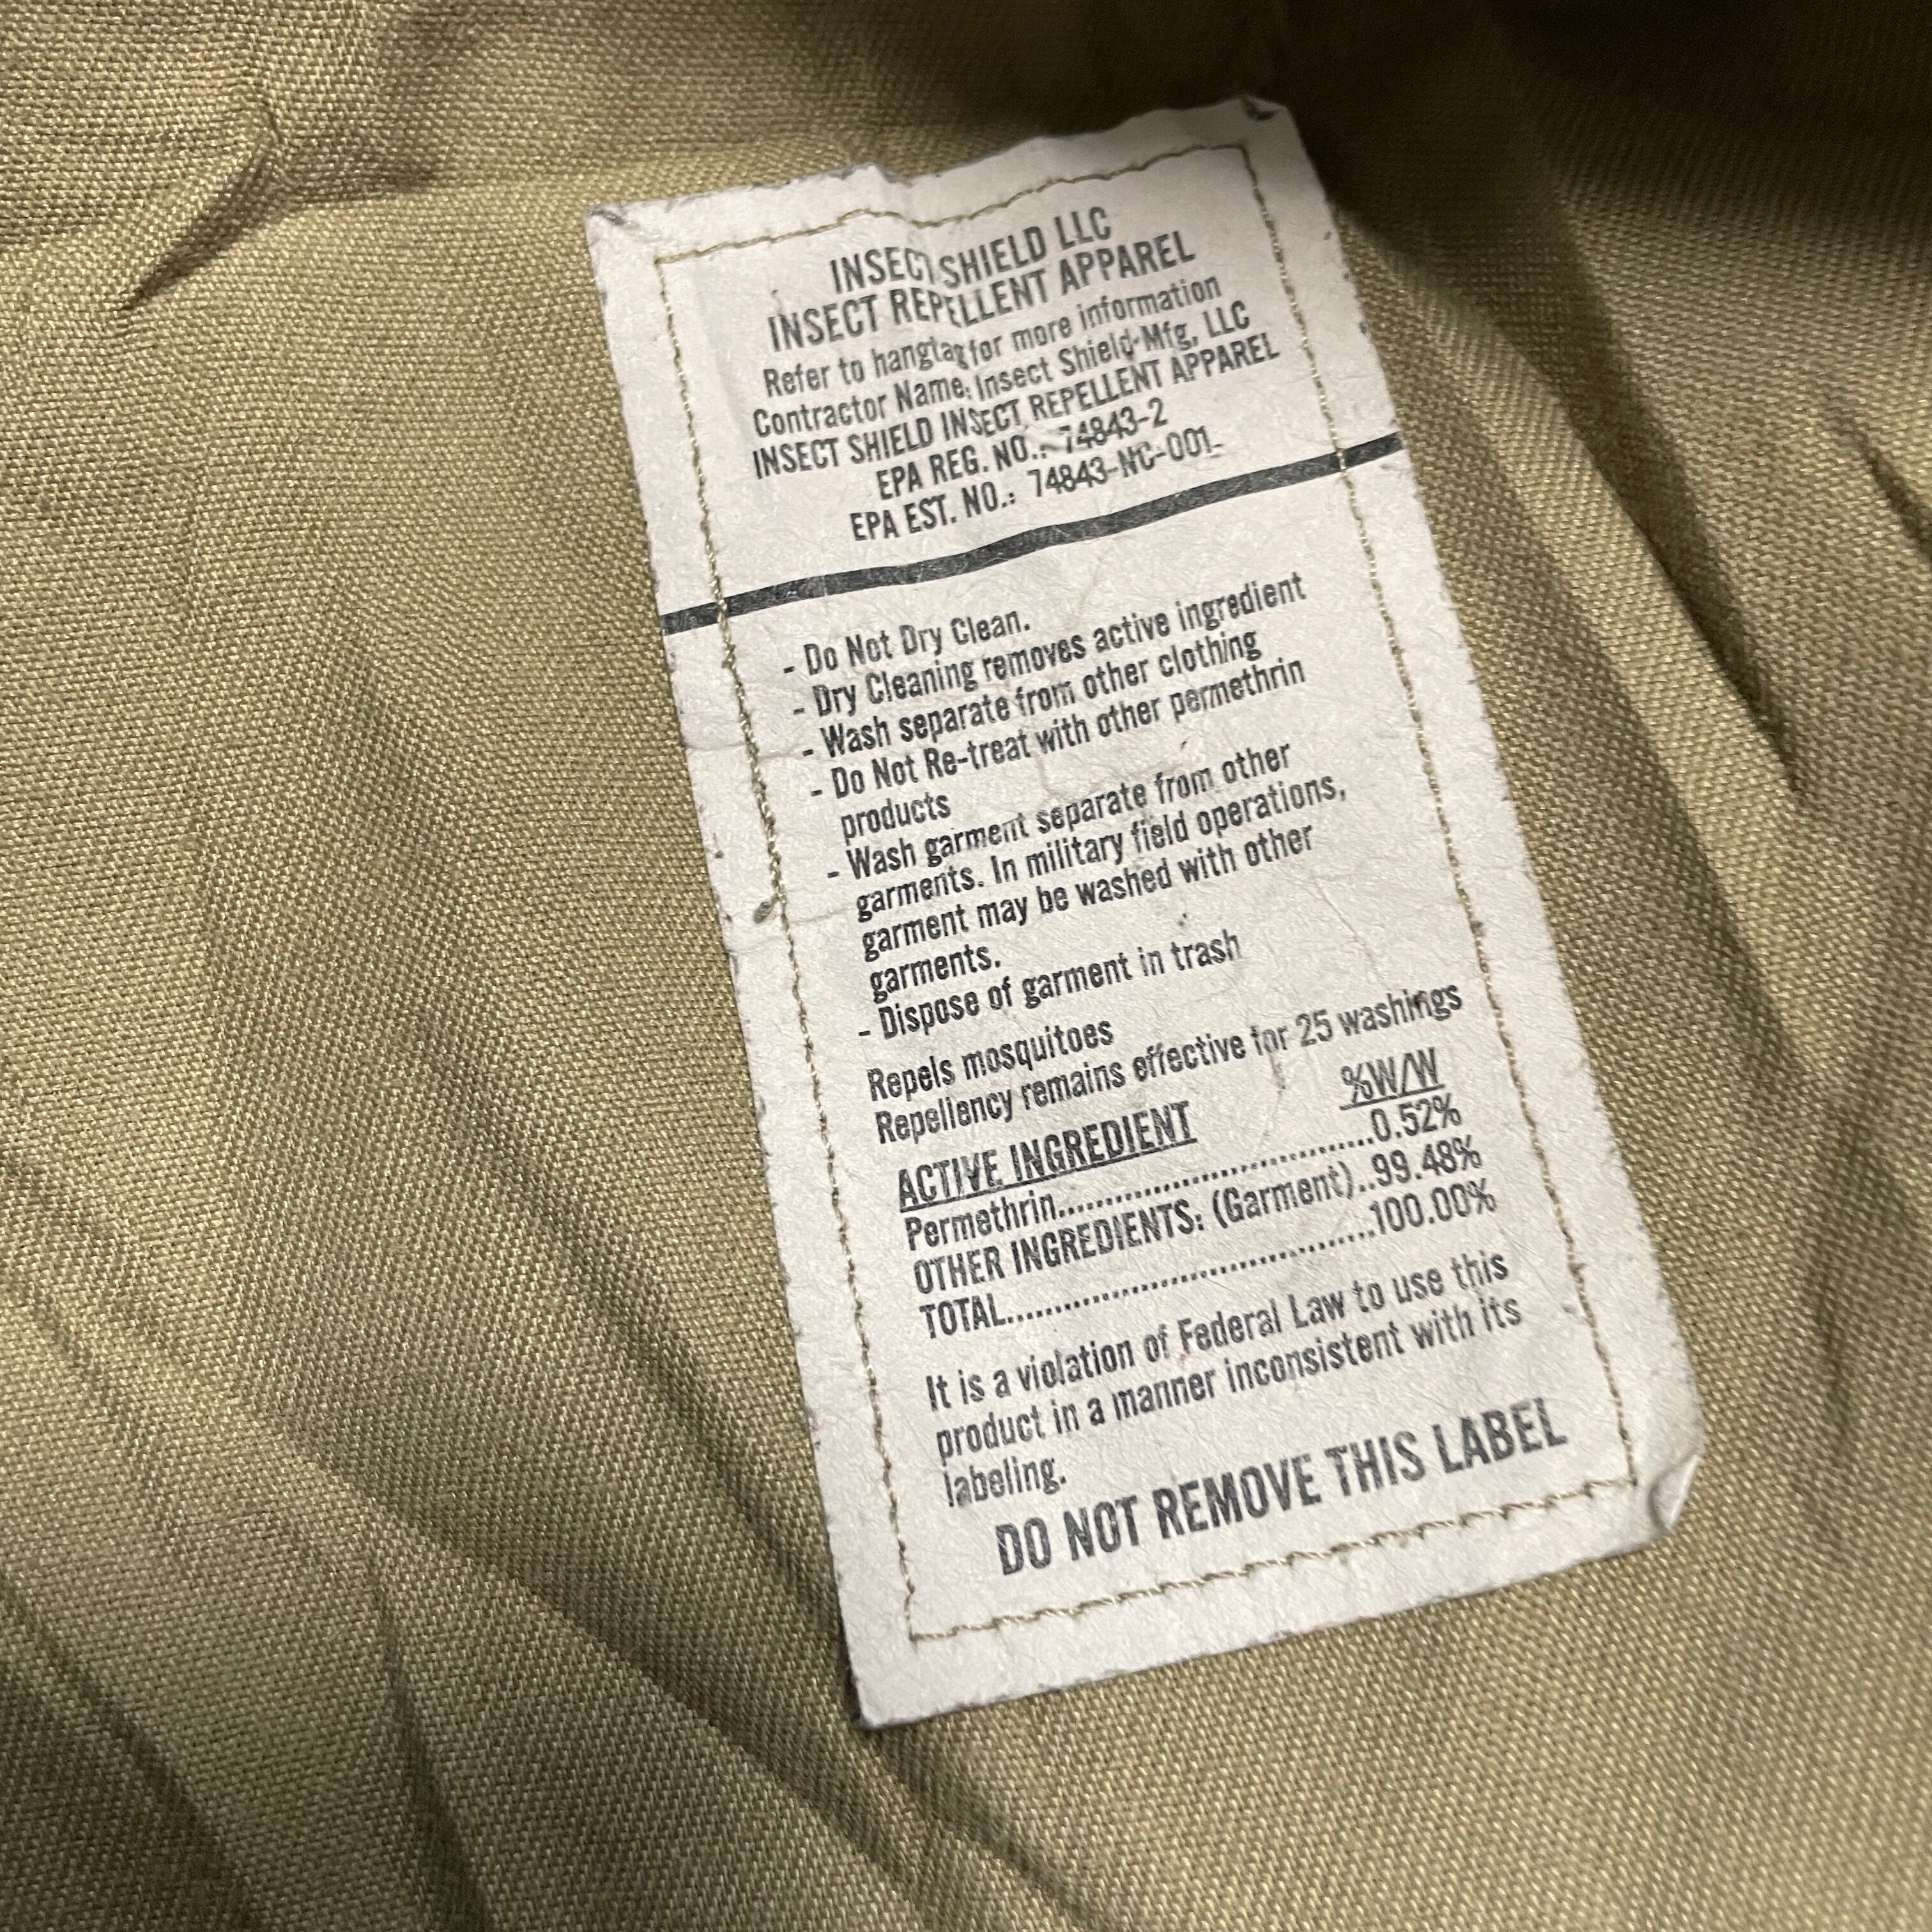 INSECT SHIELD LLC
INSECT REPELLENT APPAREL
Refer to hangtag for more information
Contractor Name: Insect Shield Mfg, LLC
INSECT SHIELD INSECT REPELLENT APPAREL
EPA REG. NO.: 74843-2
EPA EST. NO.: 74843-NC-001
- Do Not Dry Clean.
- Dry Cleaning removes active ingredient
- Wash separate from other clothing
- Do Not Re-treat with other permethrin
products
- Wash garment separate from other
garments. In military field operations,
garment may be washed with other
garments.
- Dispose of garment in trash
Repels mosquitoes
Repellency remains effective for 25 washings
%W/W
ACTIVE INGREDIENT
Permethrin..............................0.52%
OTHER INGREDIENTS: (Garment)..99.48%
TOTAL...................................100.00%
It is a violation of Federal Law to use this
product in a manner inconsistent with its
labeling.
DO NOT REMOVE THIS LABEL